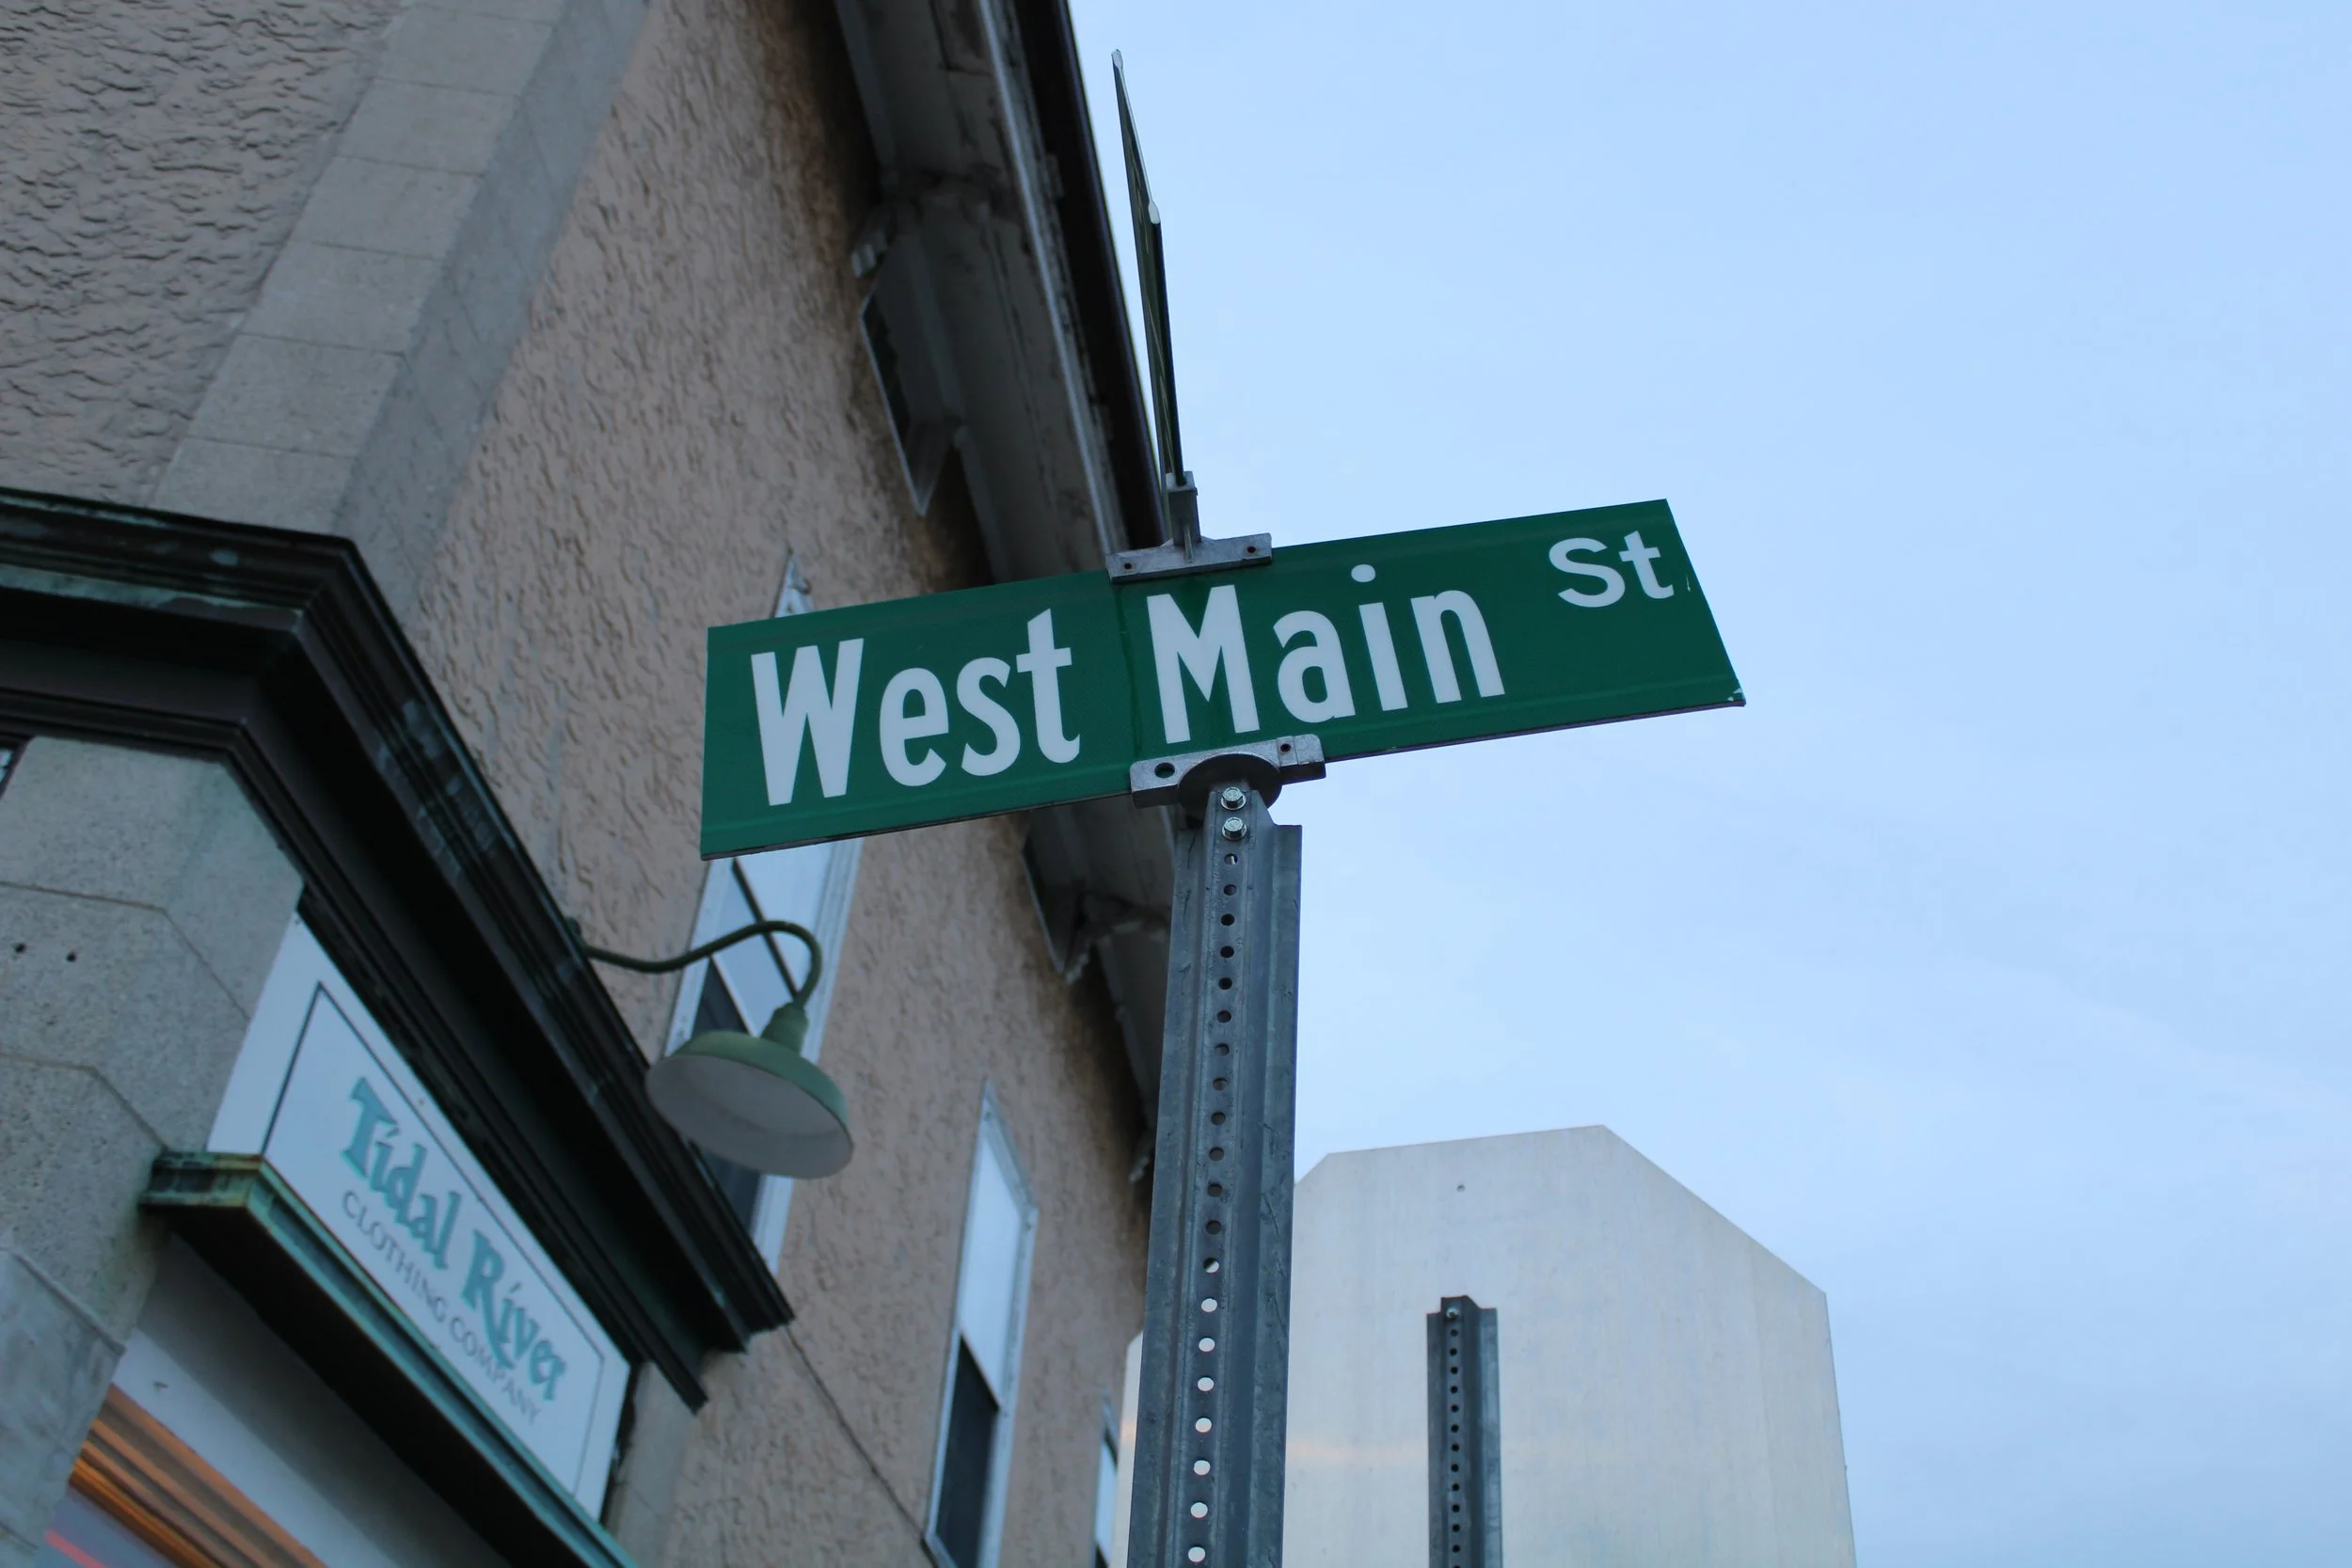 West Main St
Tidal River
CLOTHING COMPANY